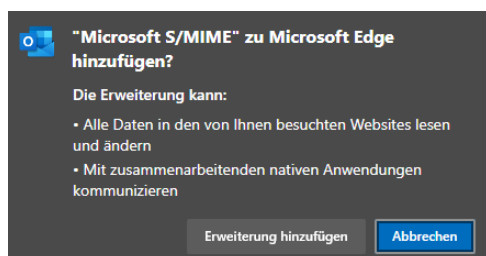 "Microsoft S/MIME" zu Microsoft Edge
hinzufügen?
Die Erweiterung kann:
• Alle Daten in den von Ihnen besuchten Websites lesen
und ändern
• Mit zusammenarbeitenden nativen Anwendungen
kommunizieren
Erweiterung hinzufügen Abbrechen